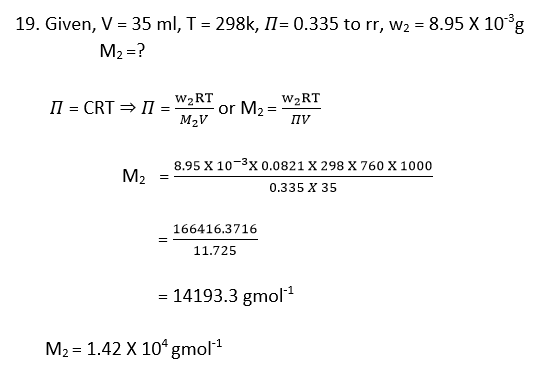 19. Given, V = 35 ml, T = 298k, Π= 0.335 to rr, w₂ = 8.95 X 10⁻³g
M₂ =?
Π = CRT ⇒ Π = w₂RT / M₂V or M₂ = w₂RT / ΠV
M₂ = 8.95 X 10⁻³X 0.0821 X 298 X 760 X 1000 / 0.335 X 35
= 166416.3716 / 11.725
= 14193.3 gmol⁻¹
M₂ = 1.42 X 10⁴ gmol⁻¹